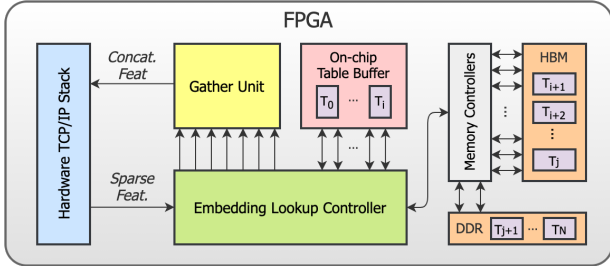 FPGA
Hardware TCP/IP Stack
Concat.
Feat
Sparse
Feat.
Gather Unit
On-chip
Table Buffer
T0 ... Ti
...
Embedding Lookup Controller
Memory Controllers
...
HBM
Ti+1
Ti+2
⋮
Tj
DDR Tj+1 ... TN